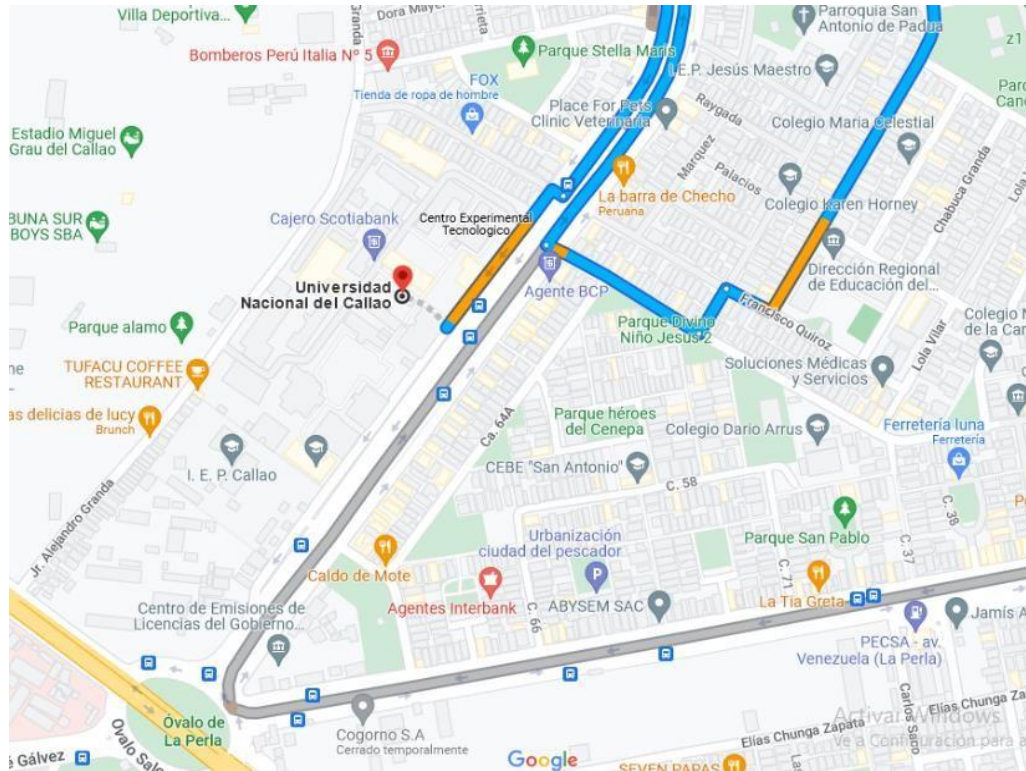 Villa Deportiva...
Granda
Dora Mayer
Parroquia San
Antonio de Padua
z1
Bomberos Perú Italia N° 5
Parque Stella Maris
I.E.P. Jesús Maestro
FOX
Tienda de ropa de hombre
Place For Pets
Clinic Veterinaria
Raygada
Estadio Miguel
Grau del Callao
Marquez
Palacios
Colegio Maria Celestial
Chabuca Granda
La barra de Checho
Peruana
Colegio Karen Horney
BUNA SUR
BOYS SBA
Cajero Scotiabank
Centro Experimental
Tecnologico
Dirección Regional
de Educación del...
Agente BCP
Universidad
Nacional del Callao
Francisco Quiroz
Parque alamo
Parque Divino
Niño Jesus 2
Lola Vilar
de la
TUFACU COFFEE
RESTAURANT
Soluciones Médicas
y Servicios
as delicias de lucy
Brunch
Ca. 64A
Parque héroes
del Cenepa
Colegio Dario Arrus
Ferretería luna
Ferretería
I. E. P. Callao
CEBE "San Antonio"
C. 58
C. 38
Jr. Alejandro Granda
Urbanización
ciudad del pescador
Parque San Pablo
C. 37
Caldo de Mote
C. 71
Agentes Interbank
C. 66
ABYSEM SAC
La Tia Greta
Centro de Emisiones de
Licencias del Gobierno...
Jamís A
PECSA - av.
Venezuela (La Perla)
Óvalo de
La Perla
Cogorno S.A
Cerrado temporalmente
Carlos Saco
Elías Chunga Zapata
Activar Windows
Ve a Configuración para a
Elías Chunga Zapata
é Gálvez
Ovalo Salo
Google
SEVEN PAPAS